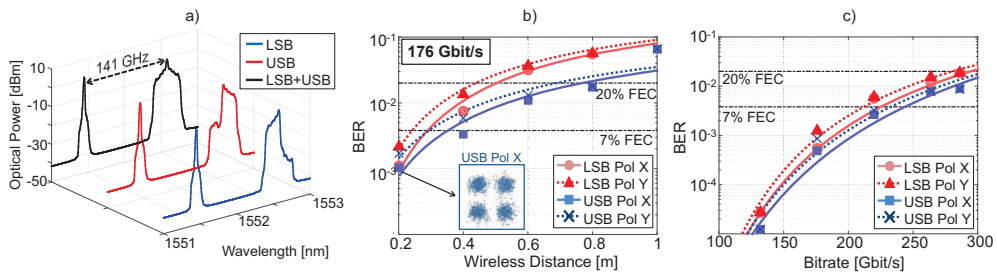 a)
Optical Power [dBm]
10
-10
-30
-50
141 GHz
LSB
USB
LSB+USB
1551
1552
1553
Wavelength [nm]
b)
176 Gbit/s
BER
10-1
10-2
10-3
20% FEC
7% FEC
USB Pol X
LSB Pol X
LSB Pol Y
USB Pol X
USB Pol Y
0.2 0.4 0.6 0.8 1
Wireless Distance [m]
c)
BER
10-1
10-2
10-3
10-4
20% FEC
7% FEC
LSB Pol X
LSB Pol Y
USB Pol X
USB Pol Y
100 150 200 250 300
Bitrate [Gbit/s]